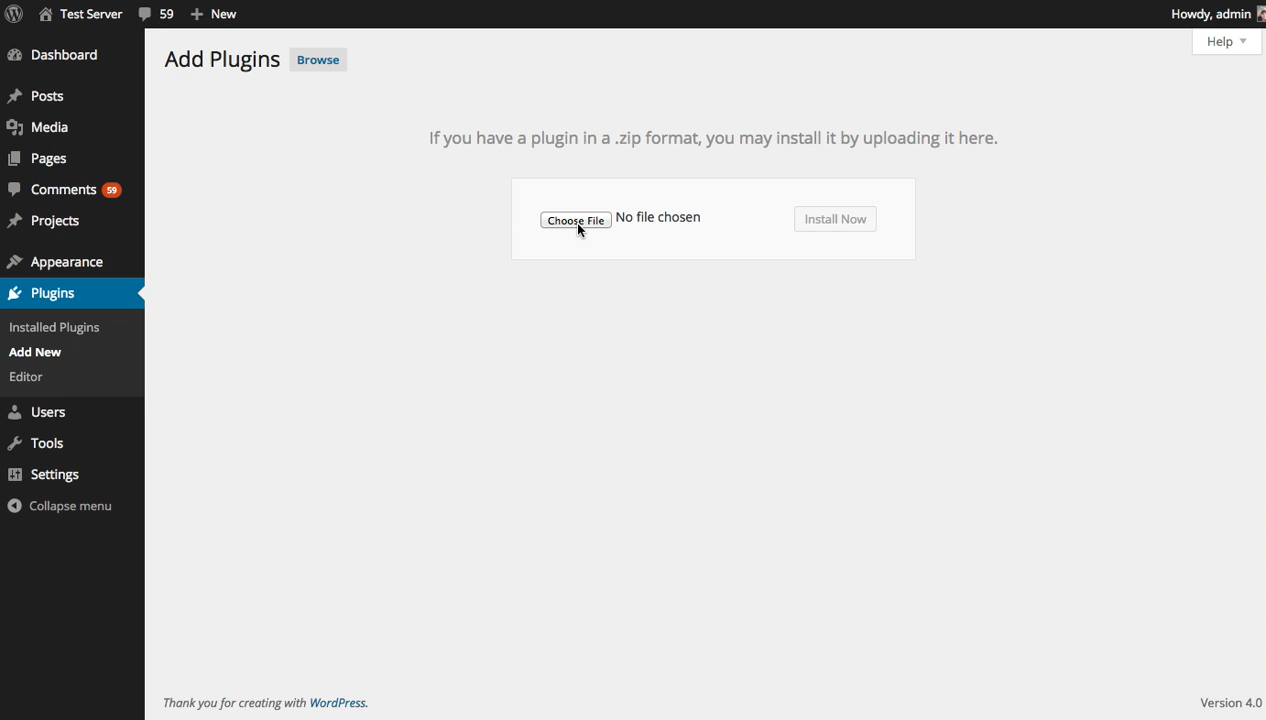 Test Server 59 New Howdy, admin
Help
Dashboard
Posts
Media
Pages
Comments 59
Projects
Appearance
Plugins
Installed Plugins
Add New
Editor
Users
Tools
Settings
Collapse menu
Add Plugins Browse
If you have a plugin in a .zip format, you may install it by uploading it here.
Choose File No file chosen Install Now
Thank you for creating with WordPress. Version 4.0